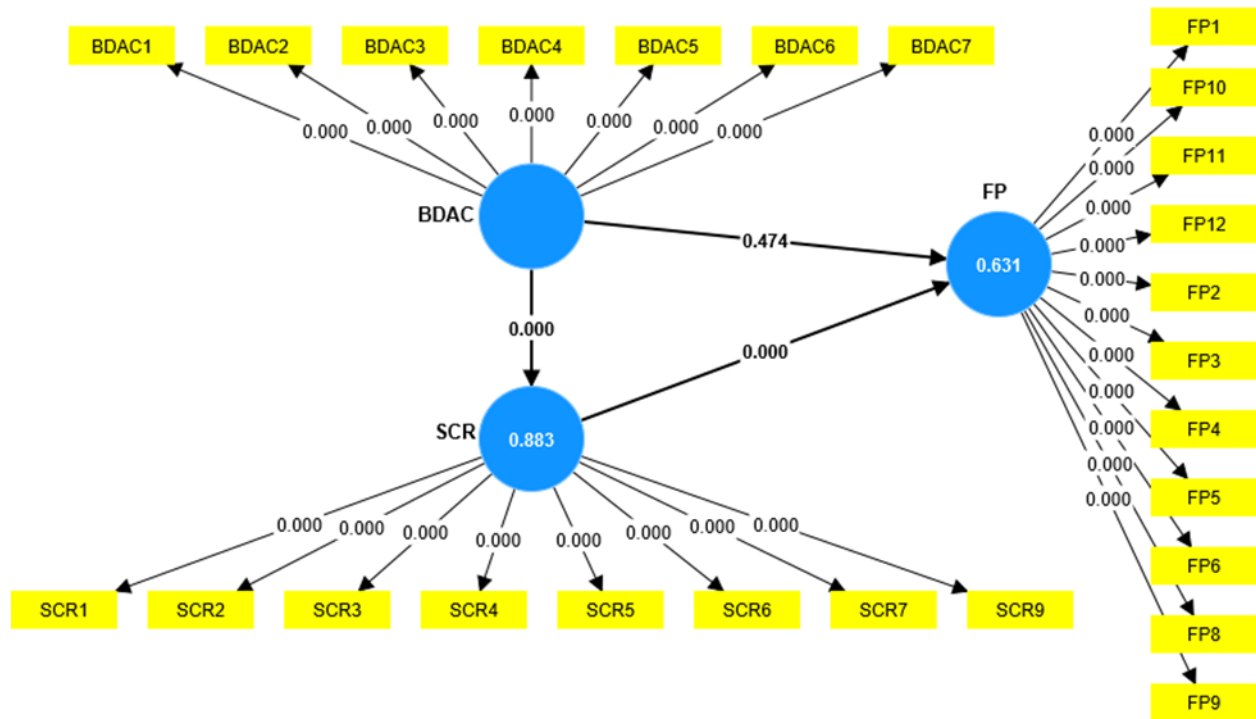 BDAC1
BDAC2
BDAC3
BDAC4
BDAC5
BDAC6
BDAC7
0.000
0.000
0.000
0.000
0.000
0.000
0.000
BDAC
0.474
0.000
0.000
SCR
0.883
0.000
0.000
0.000
0.000
0.000
0.000
0.000
0.000
SCR1
SCR2
SCR3
SCR4
SCR5
SCR6
SCR7
SCR9
FP
0.631
0.000
0.000
0.000
0.000
0.000
0.000
0.000
0.000
0.000
0.000
0.000
FP1
FP10
FP11
FP12
FP2
FP3
FP4
FP5
FP6
FP8
FP9